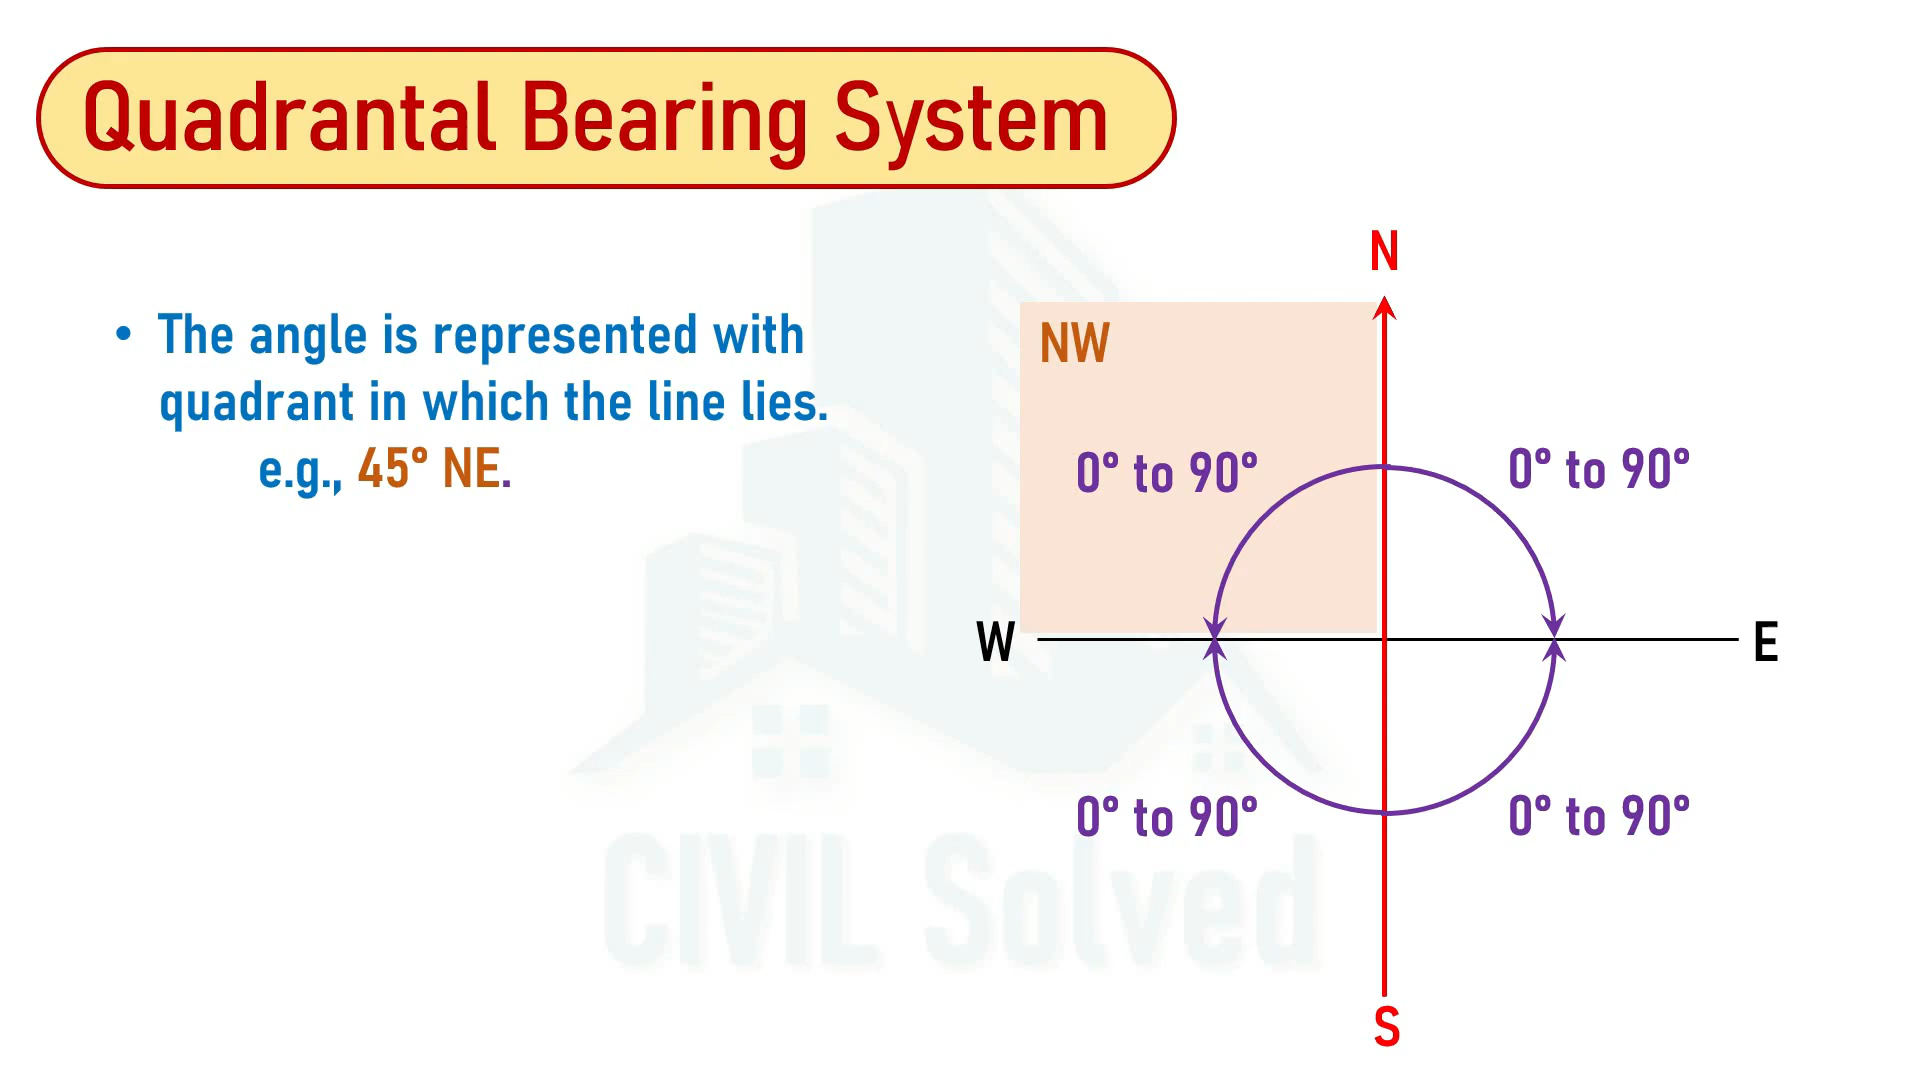 Quadrantal Bearing System
• The angle is represented with
quadrant in which the line lies.
e.g., 45° NE.
N
NW
0° to 90°
0° to 90°
W
E
0° to 90°
0° to 90°
CIVIL Solved
S